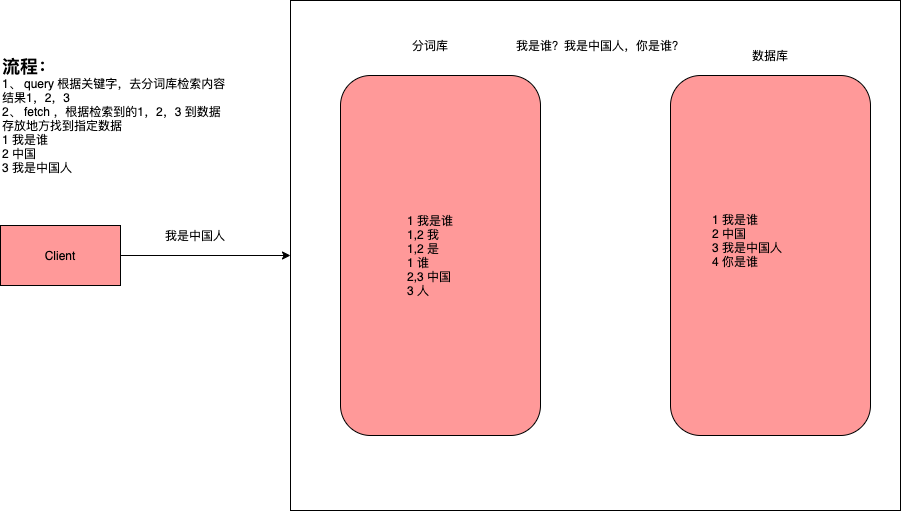 流程：
1、 query 根据关键字，去分词库检索内容
结果1，2，3
2、 fetch ，根据检索到的1，2，3 到数据
存放地方找到指定数据
1 我是谁
2 中国
3 我是中国人
Client
我是中国人
分词库
我是谁？我是中国人，你是谁？
数据库
1 我是谁
1,2 我
1,2 是
1 谁
2,3 中国
3 人
1 我是谁
2 中国
3 我是中国人
4 你是谁